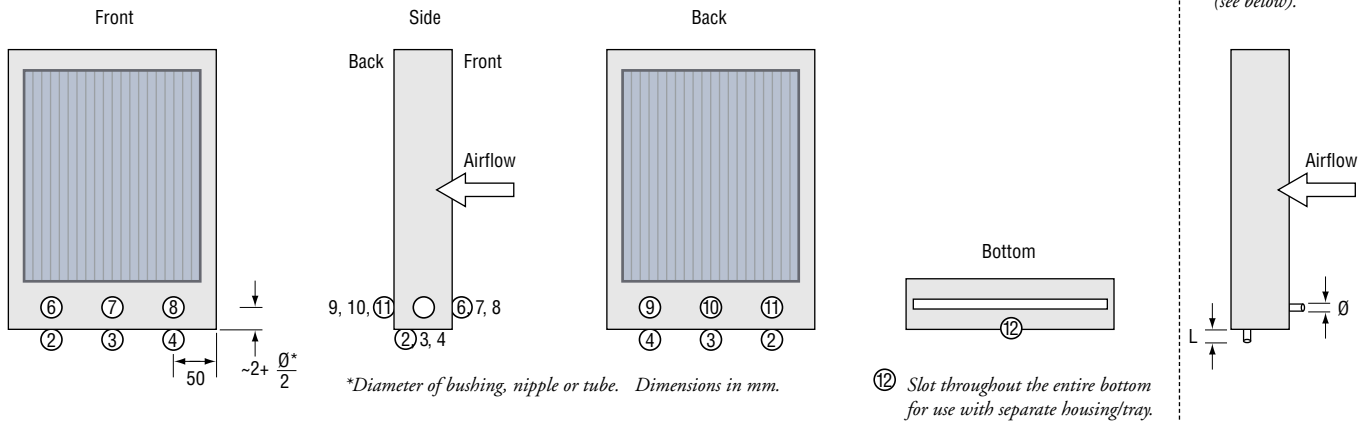 (see below).
Front
Side
Back
Back
Front
Airflow
Airflow
Bottom
6 7 8
9, 10, 11
6, 7, 8
9 10 11
Ø
2 3 4
2, 3, 4
4 3 2
12
L
50
~2+ Ø*
2
*Diameter of bushing, nipple or tube. Dimensions in mm.
12 Slot throughout the entire bottom
for use with separate housing/tray.